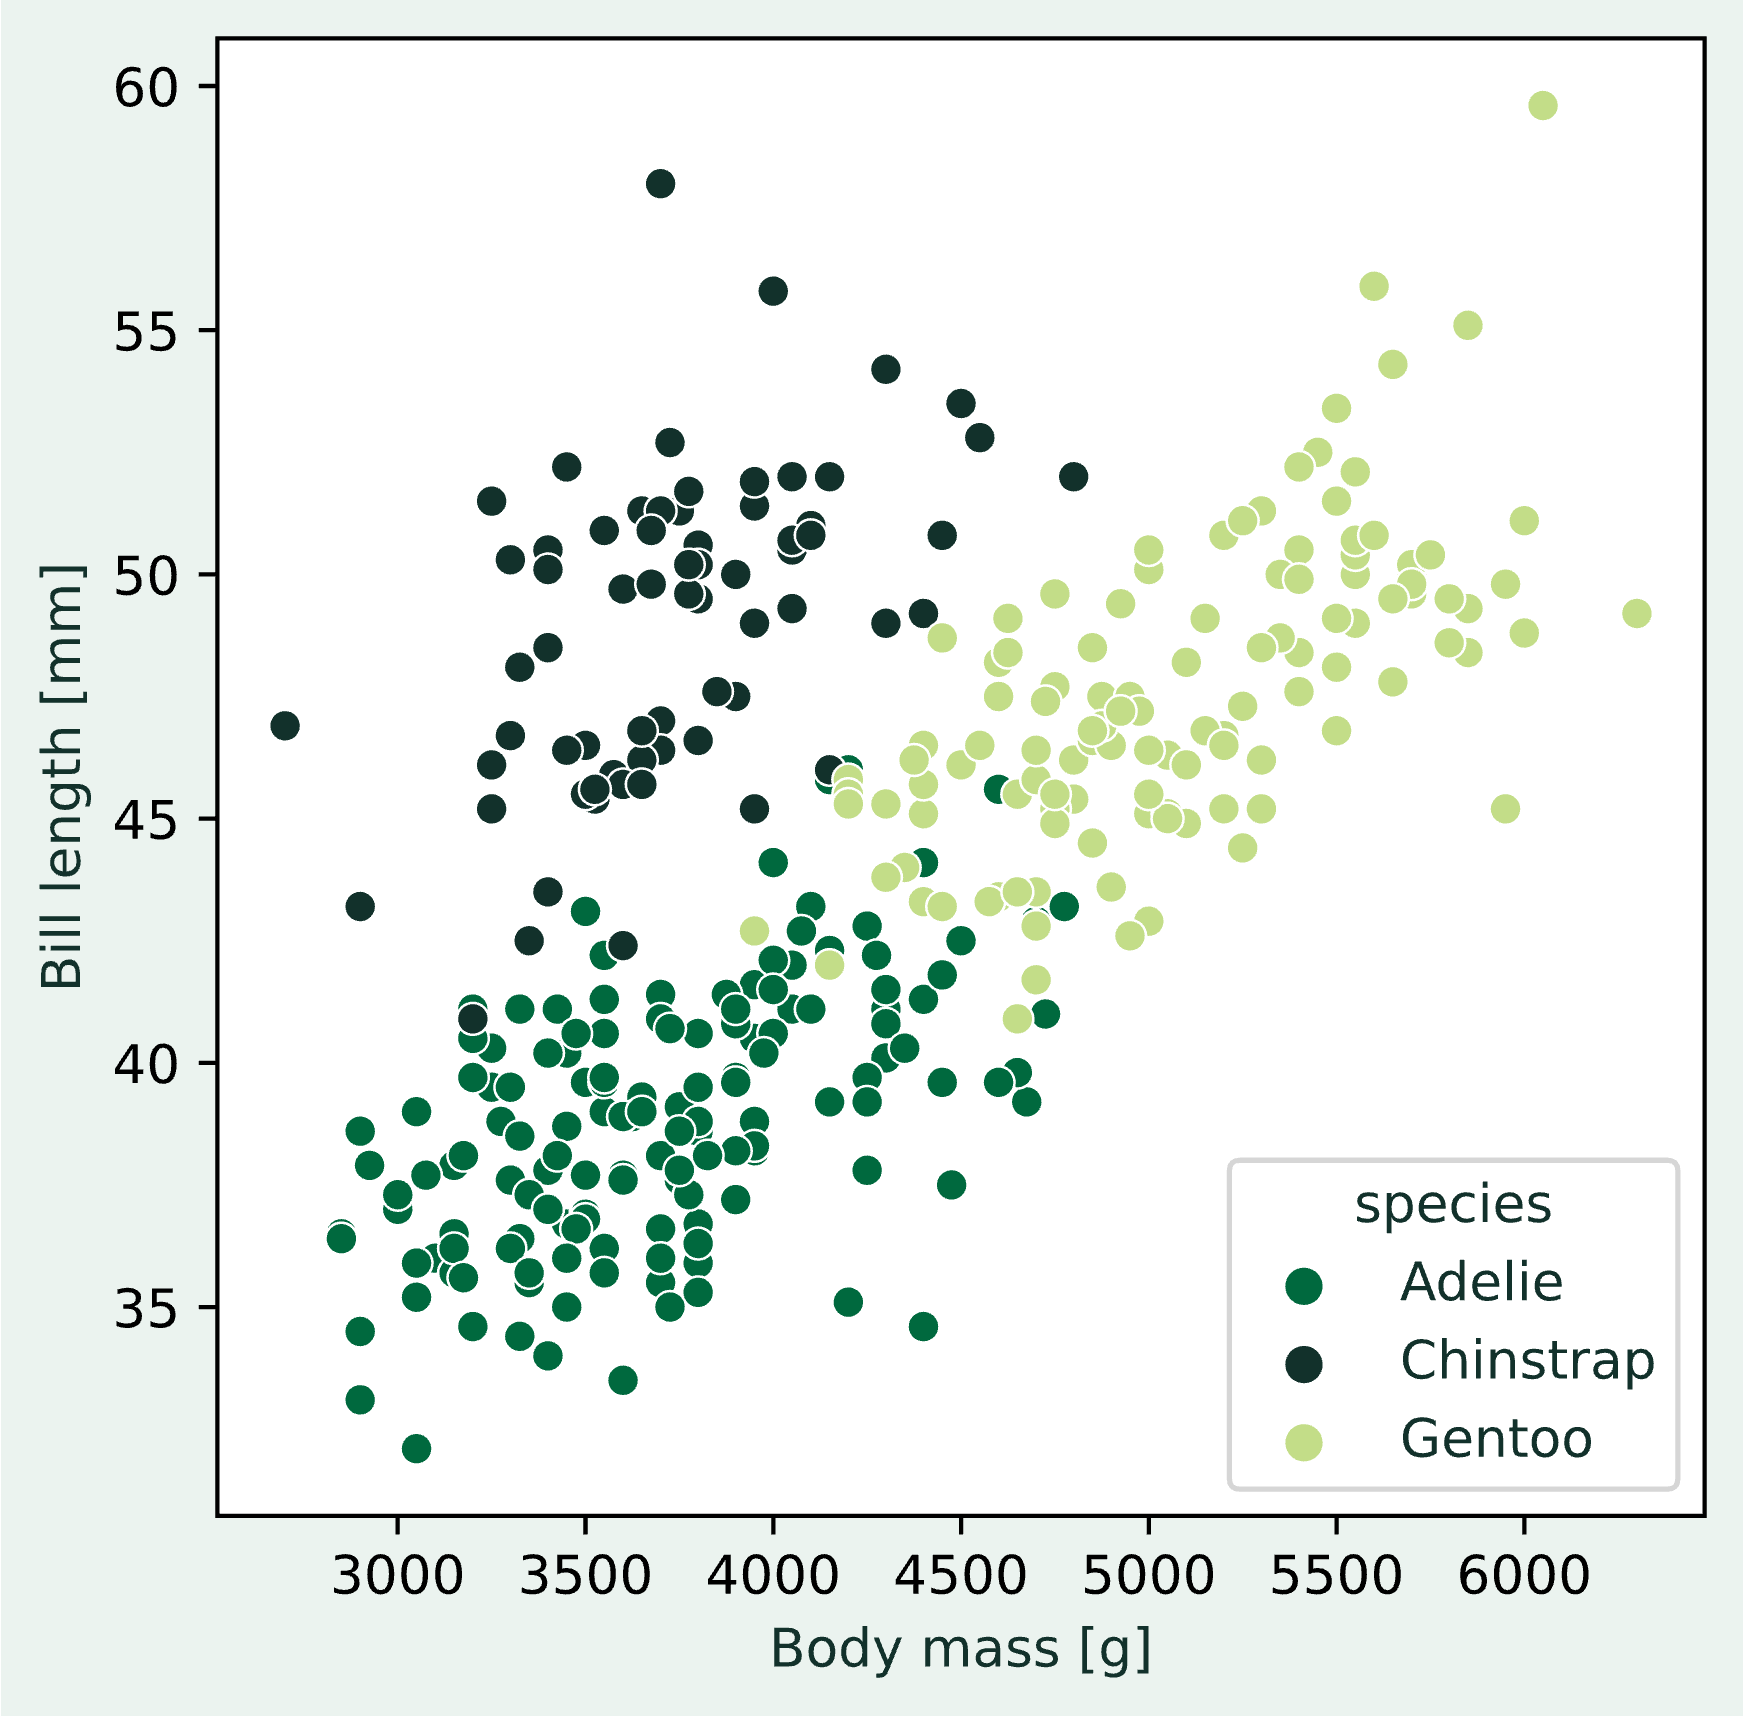 60
55
50
45
40
35
Bill length [mm]
species
Adelie
Chinstrap
Gentoo
3000 3500 4000 4500 5000 5500 6000
Body mass [g]